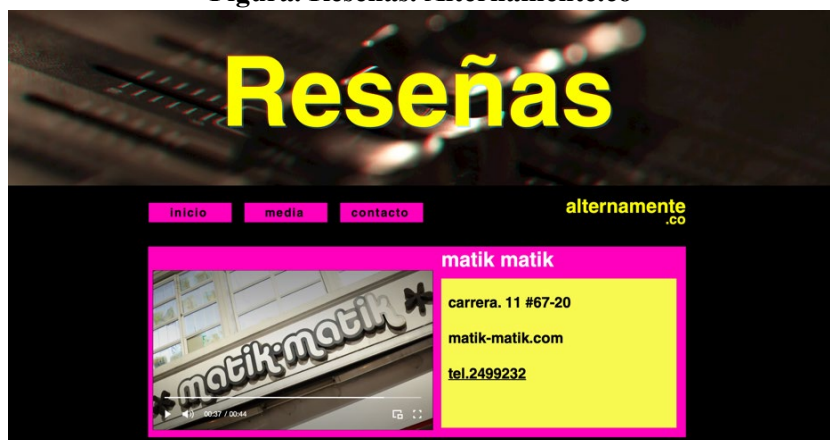 Reseñas
inicio
media
contacto
alternamente
.co
matik matik
matik-matik
00:37 / 00:44
carrera. 11 #67-20
matik-matik.com
tel.2499232